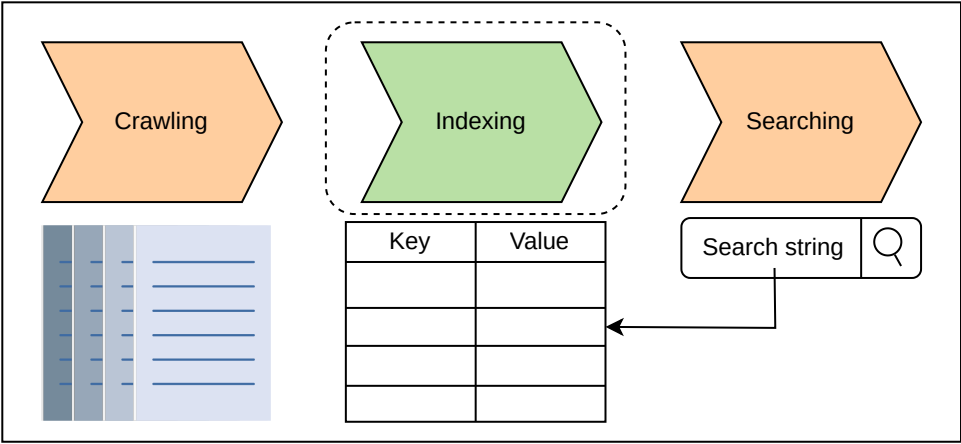 Crawling
Indexing
Searching
Key
Value
Search string